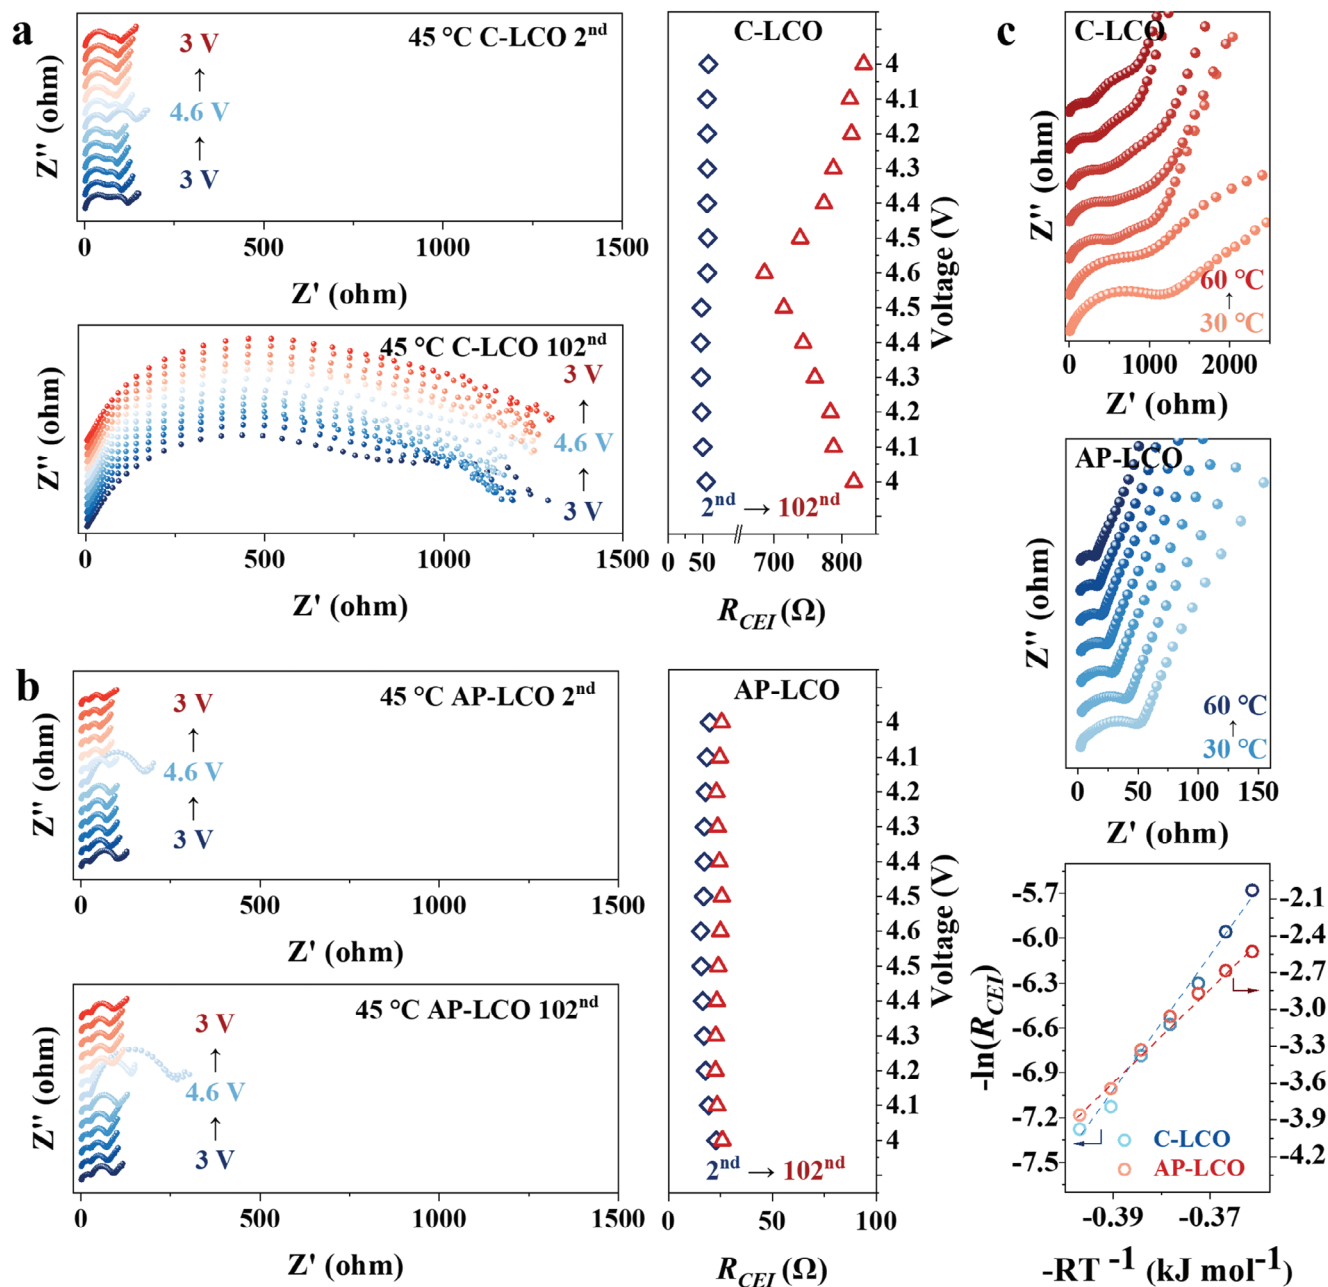 a
45 °C C-LCO 2nd
3 V
↑
4.6 V
↑
3 V
Z'' (ohm)
0 500 1000 1500
Z' (ohm)
45 °C C-LCO 102nd
3 V
↑
4.6 V
↑
3 V
Z'' (ohm)
0 500 1000 1500
Z' (ohm)
C-LCO
4
4.1
4.2
4.3
4.4
4.5
4.6
4.5
4.4
4.3
4.2
4.1
4
Voltage (V)
2nd → 102nd
0 50 700 800
RCEI (Ω)
b
45 °C AP-LCO 2nd
3 V
↑
4.6 V
↑
3 V
Z'' (ohm)
0 500 1000 1500
Z' (ohm)
45 °C AP-LCO 102nd
3 V
↑
4.6 V
↑
3 V
Z'' (ohm)
0 500 1000 1500
Z' (ohm)
AP-LCO
4
4.1
4.2
4.3
4.4
4.5
4.6
4.5
4.4
4.3
4.2
4.1
4
Voltage (V)
2nd → 102nd
0 50 100
RCEI (Ω)
c
C-LCO
Z'' (ohm)
60 °C
↑
30 °C
0 1000 2000
Z' (ohm)
AP-LCO
Z'' (ohm)
60 °C
↑
30 °C
0 50 100 150
Z' (ohm)
-ln(RCEI)
-5.7
-6.0
-6.3
-6.6
-6.9
-7.2
-7.5
-2.1
-2.4
-2.7
-3.0
-3.3
-3.6
-3.9
-4.2
C-LCO
AP-LCO
-0.39 -0.37
-RT -1 (kJ mol-1)